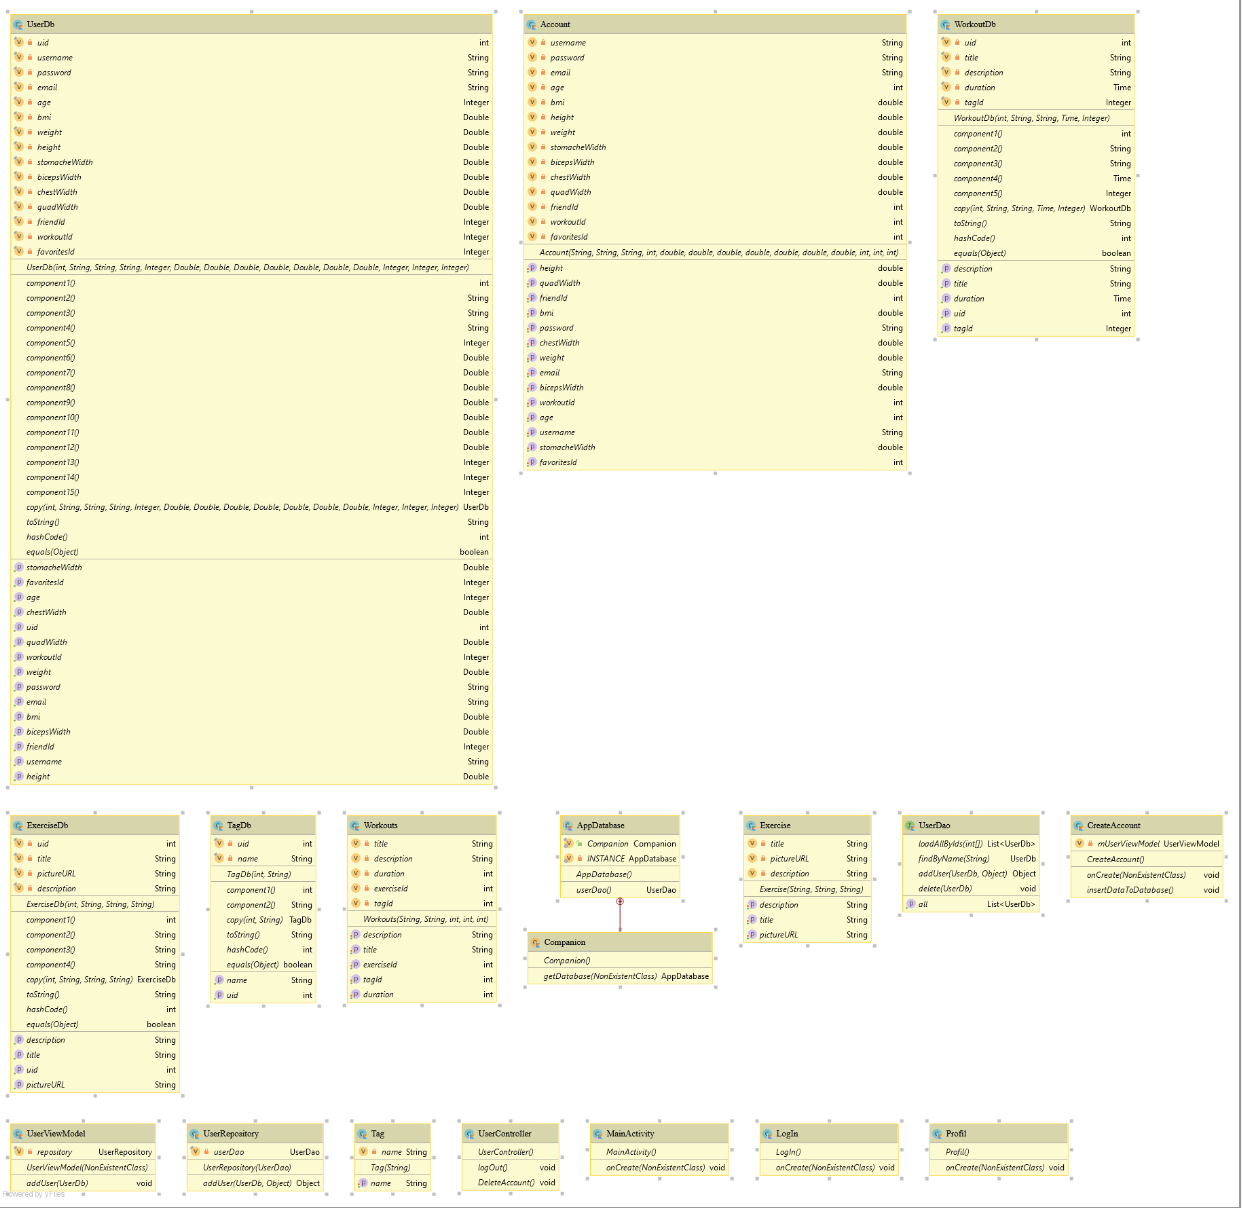 UserDb
uid int
username String
password String
email String
age Integer
bmi Double
weight Double
height Double
stomacheWidth Double
bicepsWidth Double
chestWidth Double
quadWidth Double
friendId Integer
workoutId Integer
favoritesId Integer
UserDb(int, String, String, String, Integer, Double, Double, Double, Double, Double, Double, Double, Integer, Integer, Integer)
component1() int
component2() String
component3() String
component4() String
component5() Integer
component6() Double
component7() Double
component8() Double
component9() Double
component10() Double
component11() Double
component12() Double
component13() Integer
component14() Integer
component15() Integer
copy(int, String, String, String, Integer, Double, Double, Double, Double, Double, Double, Double, Integer, Integer, Integer) UserDb
toString() String
hashCode() int
equals(Object) boolean
stomacheWidth Double
favoritesId Integer
age Integer
chestWidth Double
uid int
quadWidth Double
workoutId Integer
weight Double
password String
email String
bmi Double
bicepsWidth Double
friendId Integer
username String
height Double
Account
username String
password String
email String
age int
bmi double
height double
weight double
stomacheWidth double
bicepsWidth double
chestWidth double
quadWidth double
friendId int
workoutId int
favoritesId int
Account(String, String, String, int, double, double, double, double, double, double, double, int, int, int)
height double
quadWidth double
friendId int
bmi double
password String
chestWidth double
weight double
email String
bicepsWidth double
workoutId int
age int
username String
stomacheWidth double
favoritesId int
WorkoutDb
uid int
title String
description String
duration Time
tagId Integer
WorkoutDb(int, String, String, Time, Integer)
component1() int
component2() String
component3() String
component4() Time
component5() Integer
copy(int, String, String, Time, Integer) WorkoutDb
toString() String
hashCode() int
equals(Object) boolean
description String
title String
duration Time
uid int
tagId Integer
ExerciseDb
uid int
title String
pictureURL String
description String
ExerciseDb(int, String, String, String)
component1() int
component2() String
component3() String
component4() String
copy(int, String, String, String) ExerciseDb
toString() String
hashCode() int
equals(Object) boolean
description String
title String
uid int
pictureURL String
TagDb
uid int
name String
TagDb(int, String)
component1() int
component2() String
copy(int, String) TagDb
toString() String
hashCode() int
equals(Object) boolean
name String
uid int
Workouts
title String
description String
duration int
exerciseId int
tagId int
Workouts(String, String, int, int, int)
description String
title String
exerciseId int
tagId int
duration int
AppDatabase
Companion Companion
INSTANCE AppDatabase
AppDatabase()
userDao() UserDao
Companion
Companion()
getDatabase(NonExistentClass) AppDatabase
Exercise
title String
pictureURL String
description String
Exercise(String, String, String)
description String
title String
pictureURL String
UserDao
loadAllByIds(int[]) List<UserDb>
findByName(String) UserDb
addUser(UserDb, Object) Object
delete(UserDb) void
all List<UserDb>
CreateAccount
mUserViewModel UserViewModel
CreateAccount()
onCreate(NonExistentClass) void
insertDataToDatabase() void
UserViewModel
repository UserRepository
UserViewModel(NonExistentClass)
addUser(UserDb) void
UserRepository
userDao UserDao
UserRepository(UserDao)
addUser(UserDb, Object) Object
Tag
name String
Tag(String)
name String
UserController
UserController()
logOut() void
DeleteAccount() void
MainActivity
MainActivity()
onCreate(NonExistentClass) void
LogIn
LogIn()
onCreate(NonExistentClass) void
Profil
Profil()
onCreate(NonExistentClass) void
Powered by yFiles